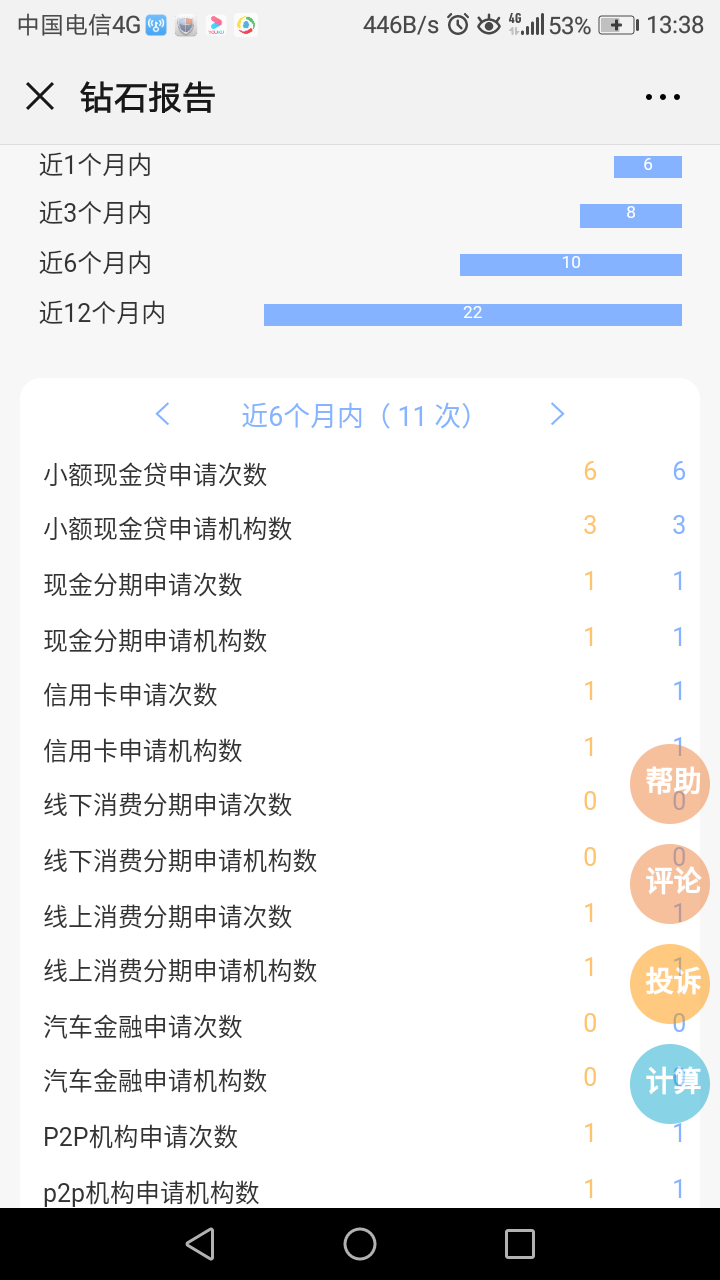 中国电信4G 446B/s 4G 53% 13:38
钻石报告
近1个月内 6
近3个月内 8
近6个月内 10
近12个月内 22
近6个月内（ 11 次）
小额现金贷申请次数 6 6
小额现金贷申请机构数 3 3
现金分期申请次数 1 1
现金分期申请机构数 1 1
信用卡申请次数 1 1
信用卡申请机构数 1 1
帮助
线下消费分期申请次数 0 0
线下消费分期申请机构数 0 0
评论
线上消费分期申请次数 1 1
线上消费分期申请机构数 1 1
投诉
汽车金融申请次数 0 0
汽车金融申请机构数 0 0
计算
P2P机构申请次数 1 1
p2p机构申请机构数 1 1